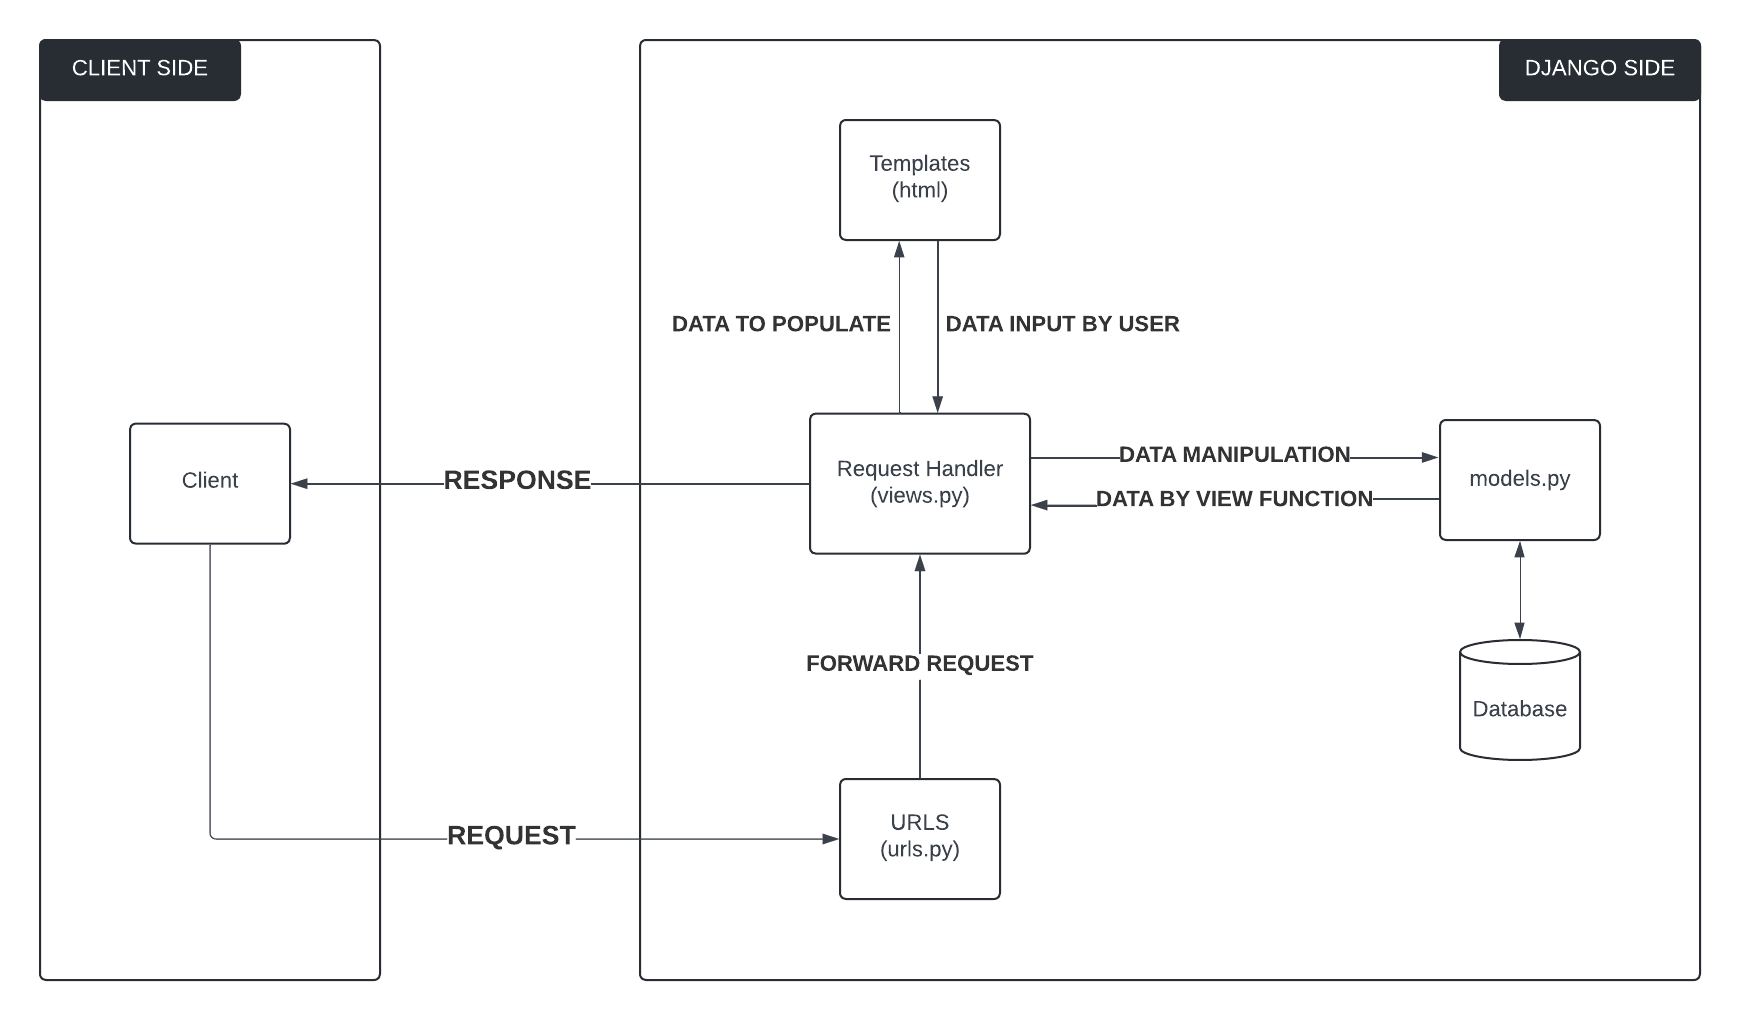 CLIENT SIDE
DJANGO SIDE
Templates
(html)
DATA TO POPULATE
DATA INPUT BY USER
Client
RESPONSE
Request Handler
(views.py)
DATA MANIPULATION
DATA BY VIEW FUNCTION
models.py
FORWARD REQUEST
Database
REQUEST
URLS
(urls.py)